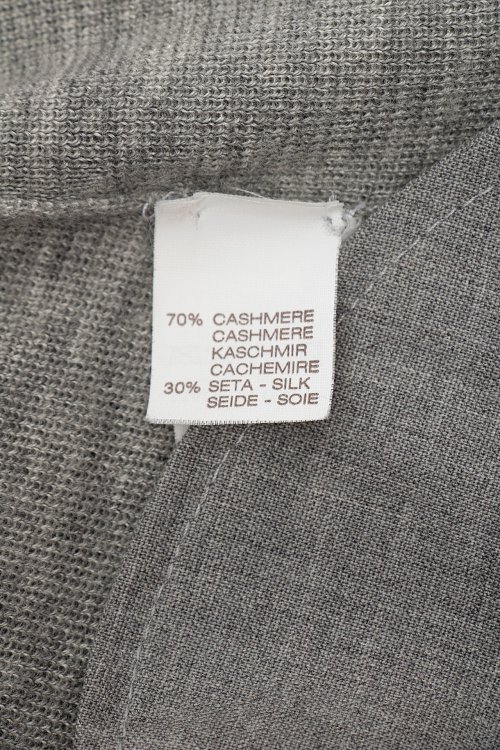 70% CASHMERE
CASHMERE
KASCHMIR
CACHEMIRE
30% SETA - SILK
SEIDE - SOIE